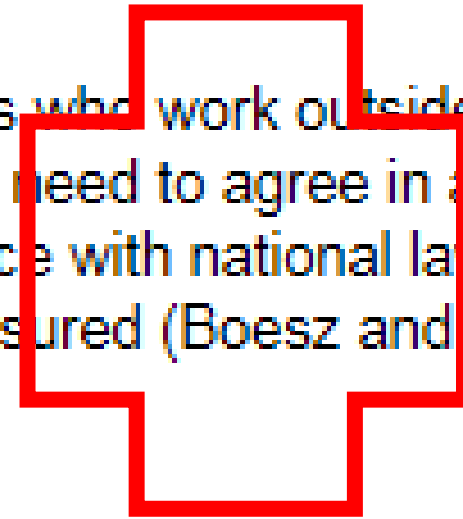 s who work outside
need to agree in a
ce with national la
sured (Boesz and